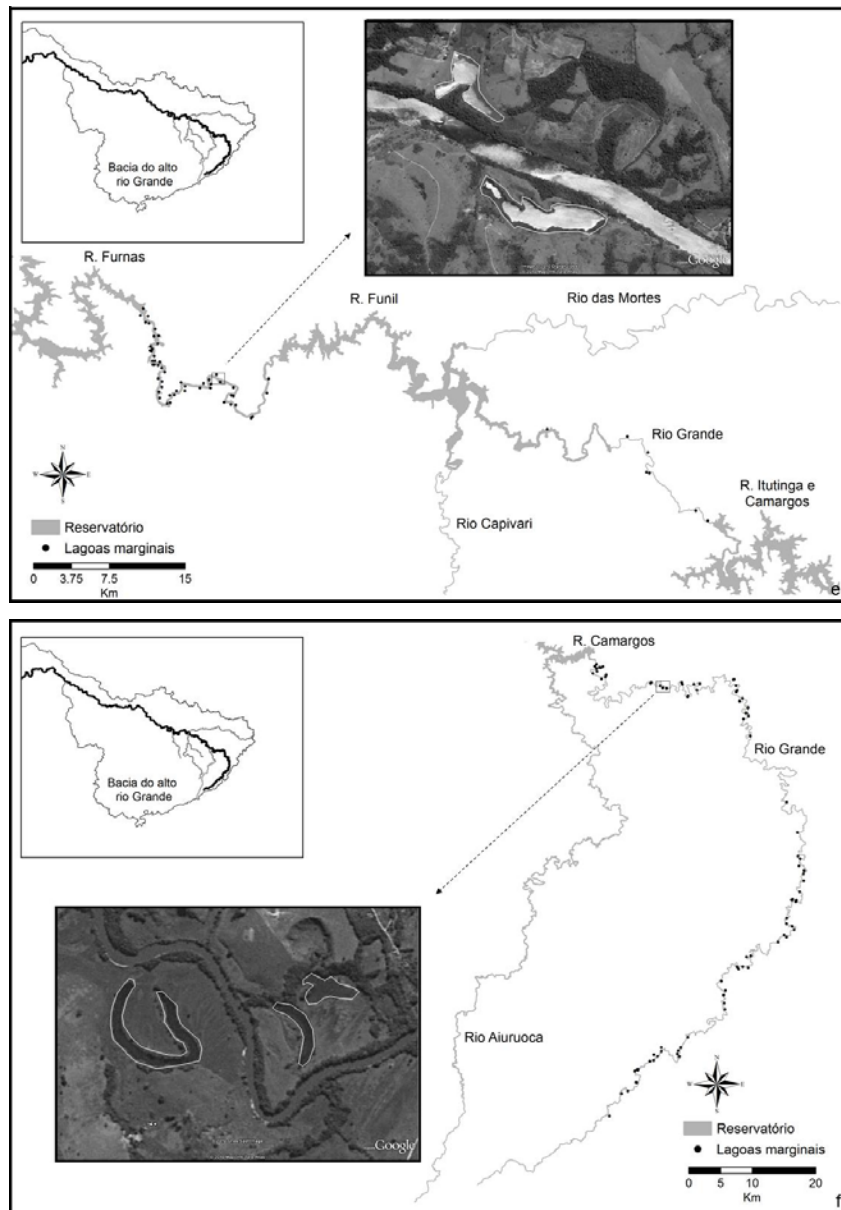 Bacia do alto
rio Grande
Google
R. Furnas
R. Funil
Rio das Mortes
Rio Grande
R. Itutinga e
Camargos
Rio Capivari
N
W E
S
Reservatório
Lagoas marginais
0 3.75 7.5 15
Km
e
R. Camargos
Bacia do alto
rio Grande
Rio Grande
Rio Aiuruoca
Google
N
W E
S
Reservatório
Lagoas marginais
0 5 10 20
Km
f